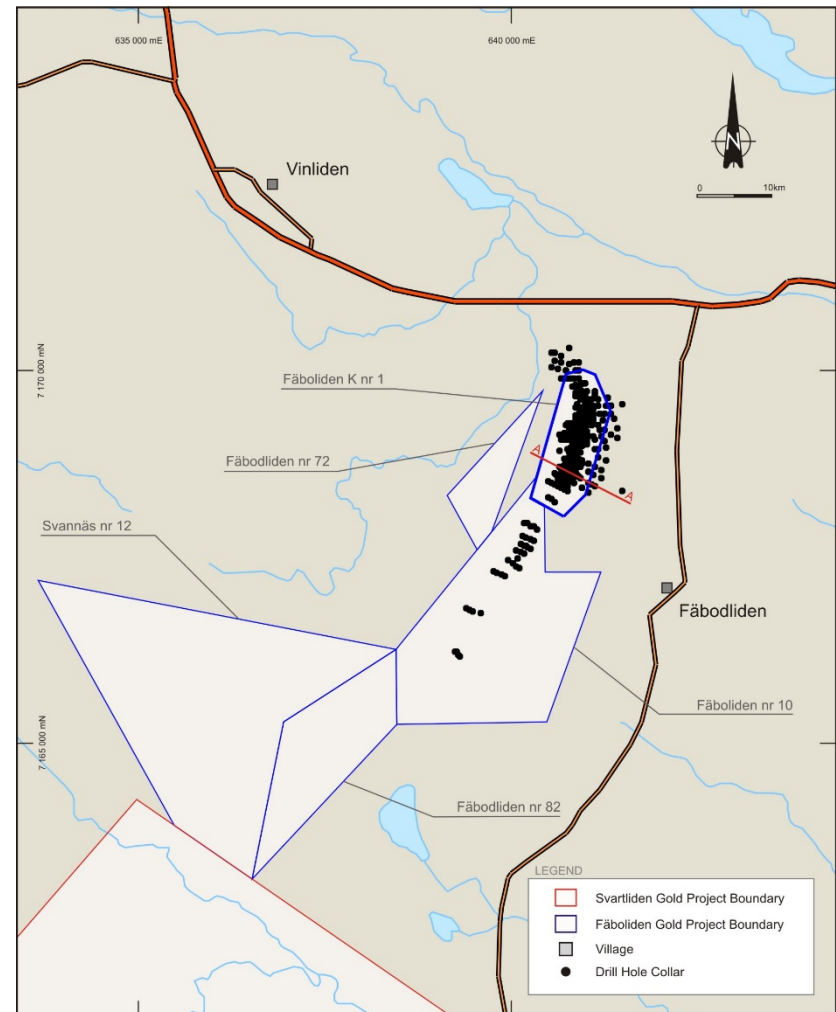 635 000 mE
640 000 mE
N
0
10km
Vinliden
7 170 000 mN
Fäboliden K nr 1
Fäbodliden nr 72
A
A
Svannäs nr 12
Fäbodliden
Fäboliden nr 10
7 165 000 mN
Fäbodliden nr 82
LEGEND
Svartliden Gold Project Boundary
Fäboliden Gold Project Boundary
Village
Drill Hole Collar